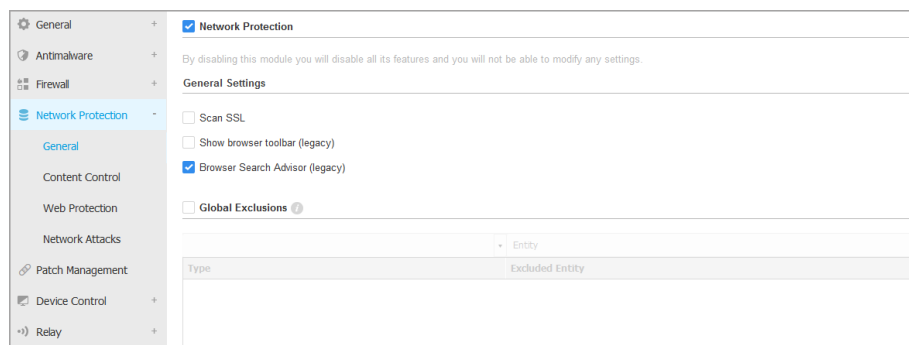 General +
Antimalware +
Firewall +
Network Protection -
General
Content Control
Web Protection
Network Attacks
Patch Management
Device Control +
Relay +
Network Protection
By disabling this module you will disable all its features and you will not be able to modify any settings.
General Settings
Scan SSL
Show browser toolbar (legacy)
Browser Search Advisor (legacy)
Global Exclusions i
Entity
Type Excluded Entity